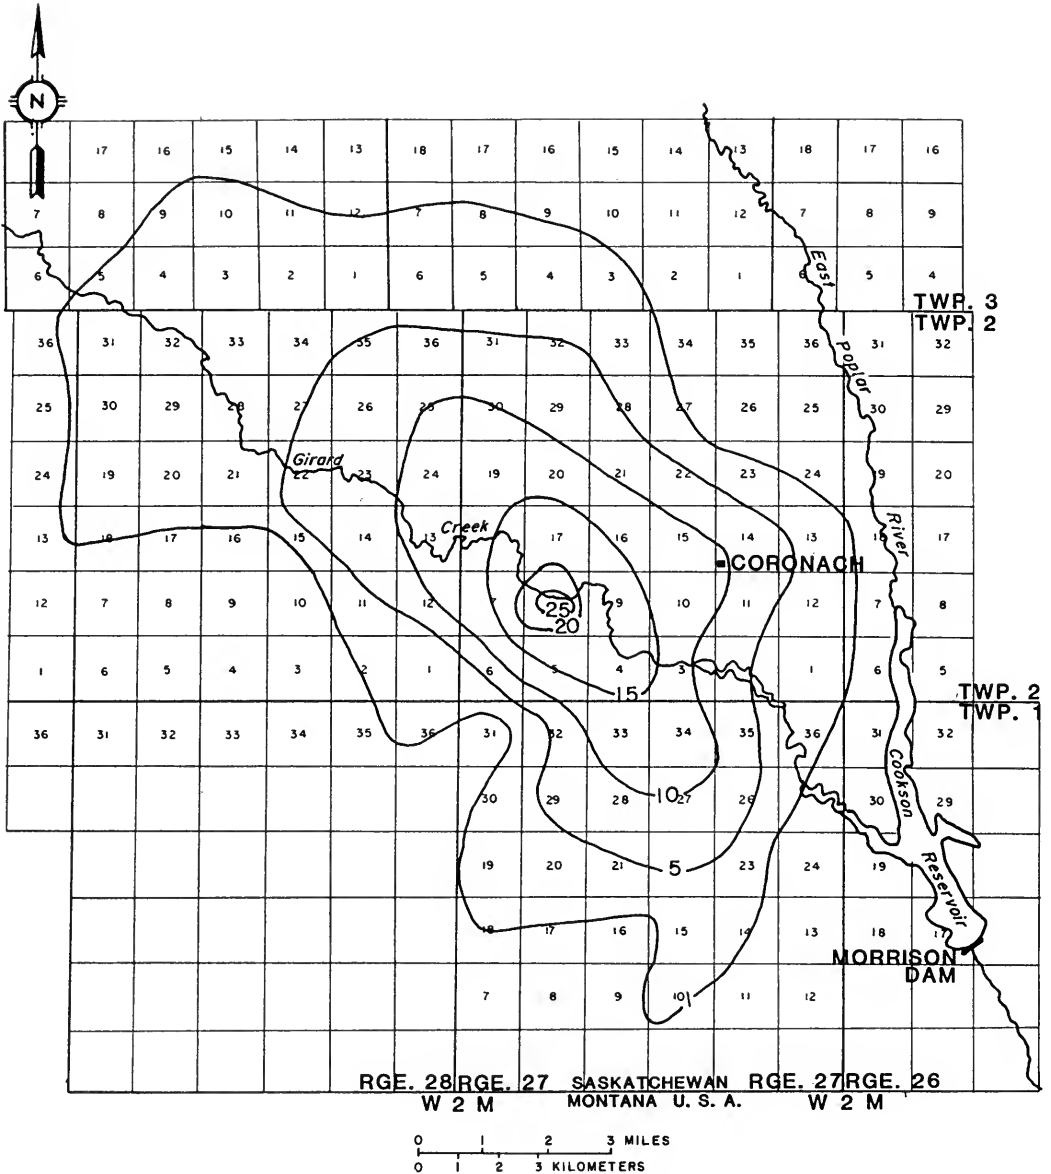 N
17 16 15 14 13 18 17 16 15 14 13 18 17 16
7 8 9 10 11 12 7 8 9 10 11 12 7 8 9
6 5 4 3 2 1 6 5 4 3 2 1 6 5 4
East
TWP. 3
TWP. 2
36 31 32 33 34 35 36 31 32 33 34 35 36 31 32
Poplar
25 30 29 28 27 26 25 30 29 28 27 26 25 30 29
Girard
24 19 20 21 22 23 24 19 20 21 22 23 24 19 20
Creek
River
13 18 17 16 15 14 13 17 16 15 14 13 18 17
CORONACH
12 7 8 9 10 11 12 7 25 9 10 11 12 7 8
20
1 6 5 4 3 2 1 6 5 4 3 1 6 5
15
TWP. 2
TWP. 1
36 31 32 33 34 35 36 31 32 33 34 35 36 31 32
Cookson
30 29 28 10 27 26 30 29
19 20 21 5 23 24 19
Reservoir
18 17 16 15 14 13 18 17
MORRISON
DAM
7 8 9 10 1 11 12
RGE. 28 RGE. 27 SASKATCHEWAN RGE. 27 RGE. 26
W 2 M MONTANA U. S. A. W 2 M
0 1 2 3 MILES
0 1 2 3 KILOMETERS